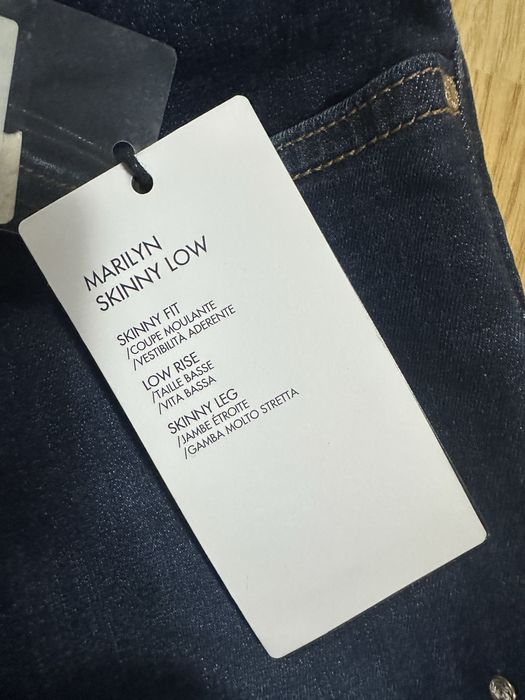 MARILYN
SKINNY LOW
SKINNY FIT
/COUPE MOULANTE
/VESTIBILITÀ ADERENTE
LOW RISE
/TAILLE BASSE
/VITA BASSA
SKINNY LEG
/JAMBE ÉTROITE
/GAMBA MOLTO STRETTA